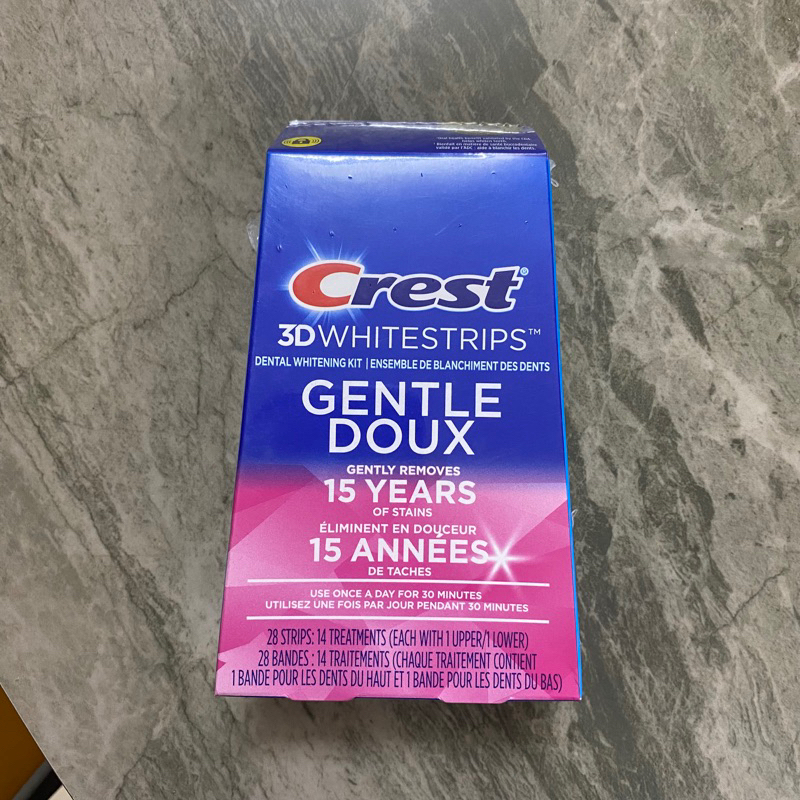 Crest®
3DWHITESTRIPS™
DENTAL WHITENING KIT | ENSEMBLE DE BLANCHIMENT DES DENTS
GENTLE
DOUX
GENTLY REMOVES
15 YEARS
OF STAINS
ÉLIMINENT EN DOUCEUR
15 ANNÉES
DE TACHES
USE ONCE A DAY FOR 30 MINUTES
UTILISEZ UNE FOIS PAR JOUR PENDANT 30 MINUTES
28 STRIPS: 14 TREATMENTS (EACH WITH 1 UPPER/1 LOWER)
28 BANDES : 14 TRAITEMENTS (CHAQUE TRAITEMENT CONTIENT
1 BANDE POUR LES DENTS DU HAUT ET 1 BANDE POUR LES DENTS DU BAS)